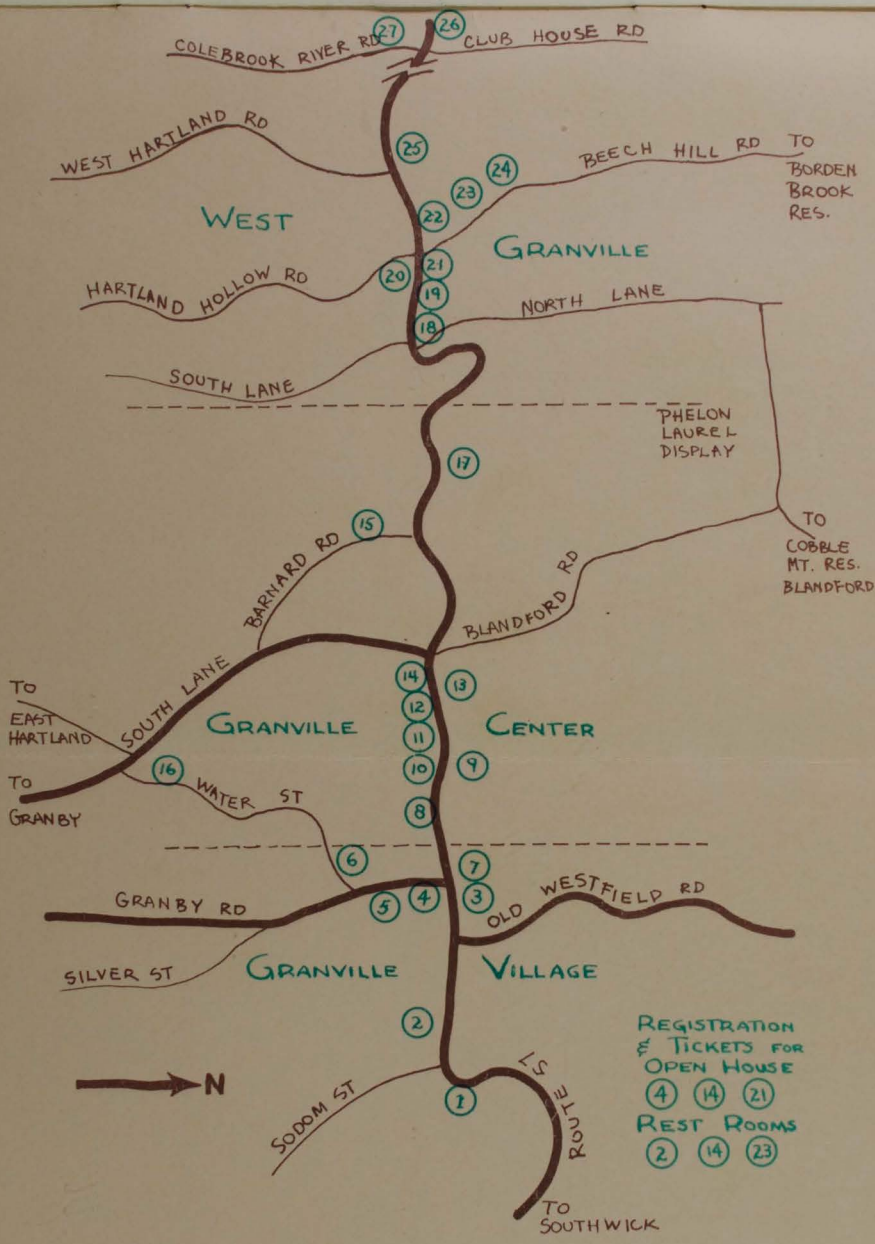 27
26
COLEBROOK RIVER RD
CLUB HOUSE RD
WEST HARTLAND RD
25
BEECH HILL RD
TO
BORDEN
BROOK
RES.
24
23
22
WEST
GRANVILLE
21
20
HARTLAND HOLLOW RD
19
NORTH LANE
18
SOUTH LANE
PHELON
LAUREL
DISPLAY
17
15
BARNARD RD
TO
COBBLE
MT. RES.
BLANDFORD
BLANDFORD RD
SOUTH LANE
14
13
TO
EAST
HARTLAND
12
GRANVILLE
CENTER
11
10
9
16
TO
GRANBY
WATER ST
8
6
7
GRANBY RD
5
4
3
OLD WESTFIELD RD
SILVER ST
GRANVILLE
VILLAGE
2
N
SODOM ST
1
ROUTE 57
TO
SOUTHWICK
REGISTRATION
& TICKETS FOR
OPEN HOUSE
4 14 21
REST ROOMS
2 14 23